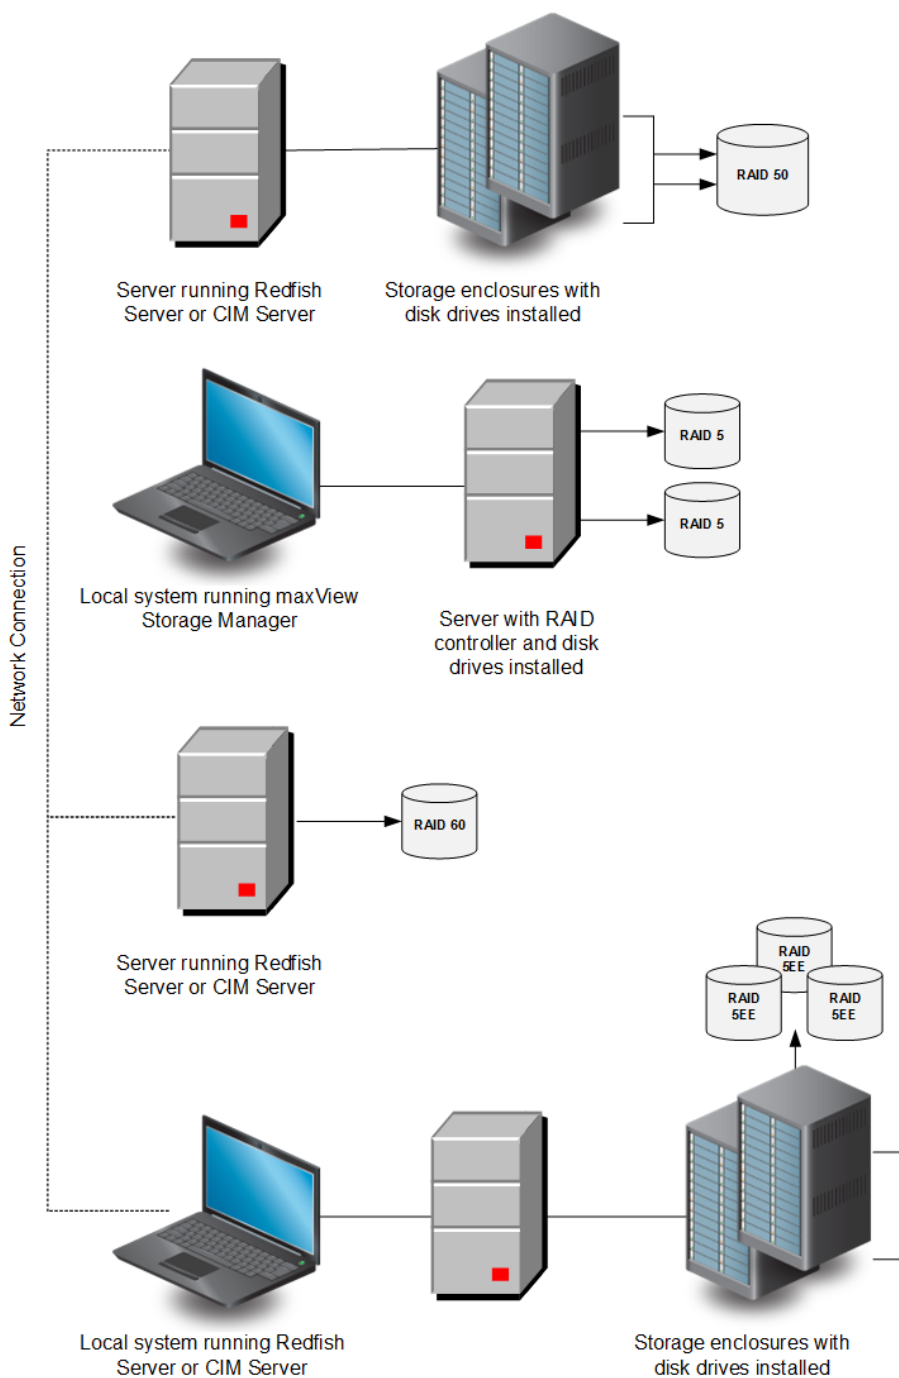 RAID 50
Server running Redfish
Server or CIM Server
Storage enclosures with
disk drives installed
RAID 5
RAID 5
Local system running maxView
Storage Manager
Server with RAID
controller and disk
drives installed
Network Connection
RAID 60
Server running Redfish
Server or CIM Server
RAID
5EE
RAID
5EE
RAID
5EE
Local system running Redfish
Server or CIM Server
Storage enclosures with
disk drives installed